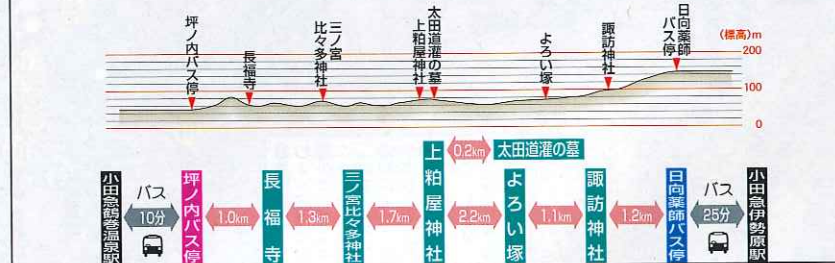 坪ノ内バス停
長福寺
三ノ宮
比々多神社
太田道灌の墓
上粕屋神社
よろい塚
諏訪神社
日向薬師
バス停
(標高)m
200
100
0
0.2km
太田道灌の墓
小田急鶴巻温泉駅
バス
10分
坪ノ内バス停
1.0km
長福寺
1.3km
三ノ宮比々多神社
1.7km
上粕屋神社
2.2km
よろい塚
1.1km
諏訪神社
1.2km
日向薬師バス停
バス
25分
小田急伊勢原駅